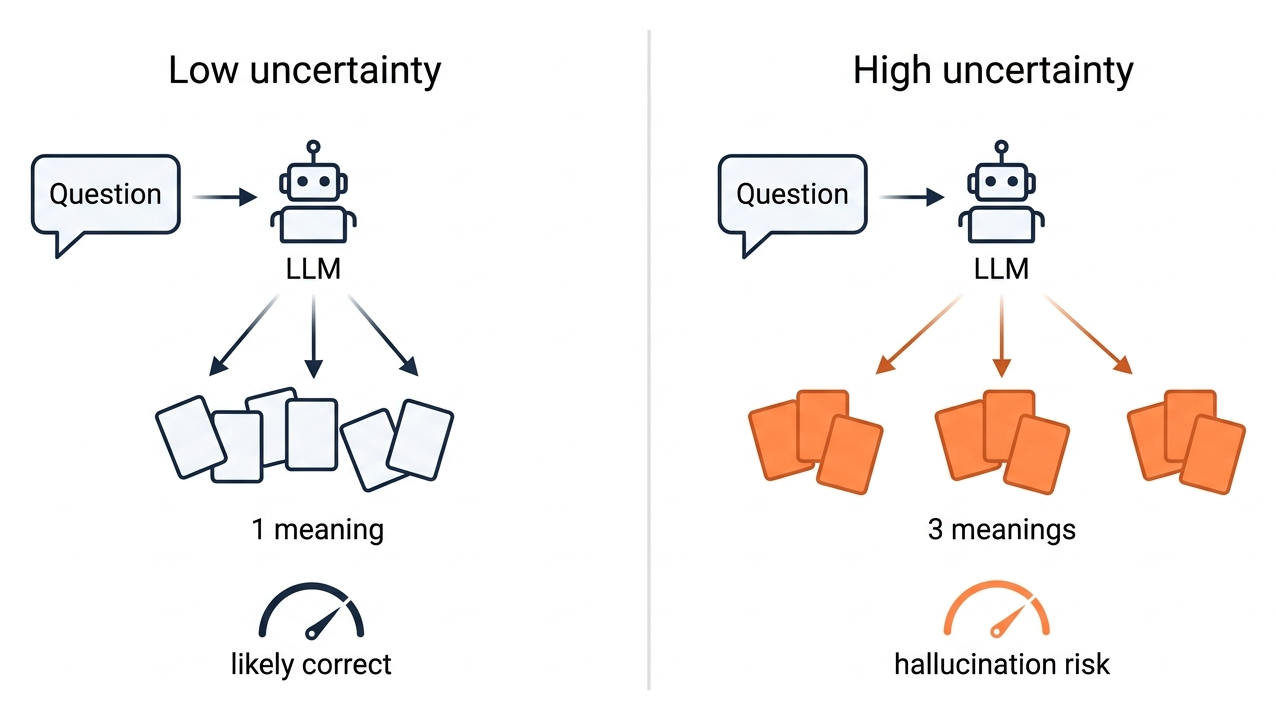 Low uncertainty
Question
LLM
1 meaning
likely correct
High uncertainty
Question
LLM
3 meanings
hallucination risk